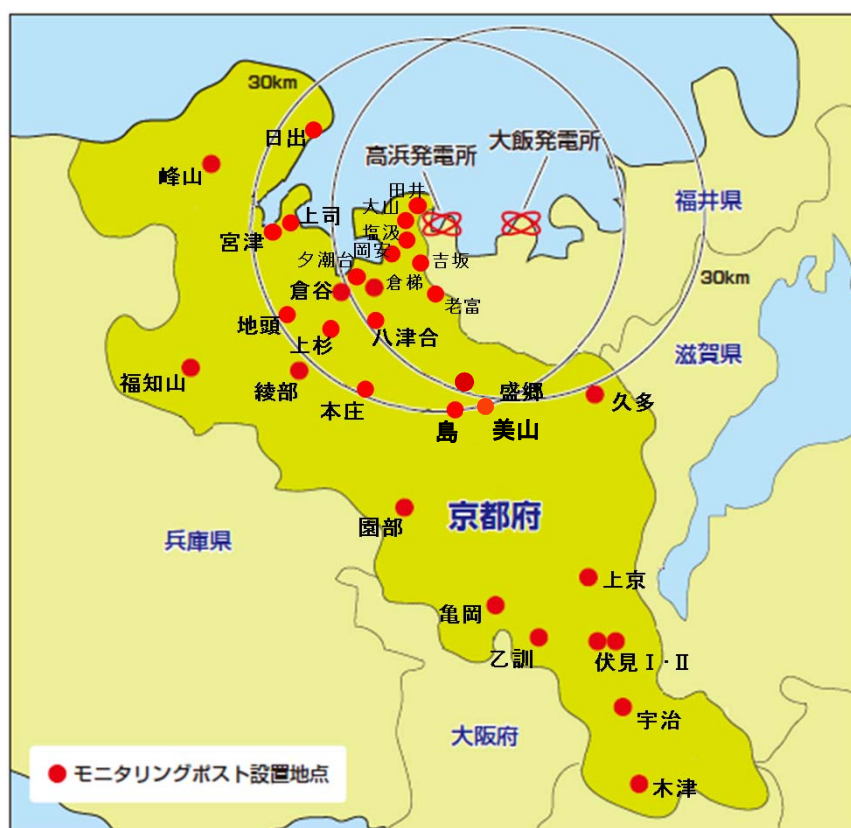 30km
日出
高浜発電所
大飯発電所
峰山
田井
大山
福井県
上司
塩汲
宮津
岡安
夕潮台
吉坂
30km
倉梯
倉谷
老富
地頭
八津合
上杉
滋賀県
福知山
綾部
盛郷
久多
本庄
島
美山
京都府
園部
兵庫県
上京
亀岡
乙訓
伏見Ⅰ・Ⅱ
宇治
大阪府
モニタリングポスト設置地点
木津